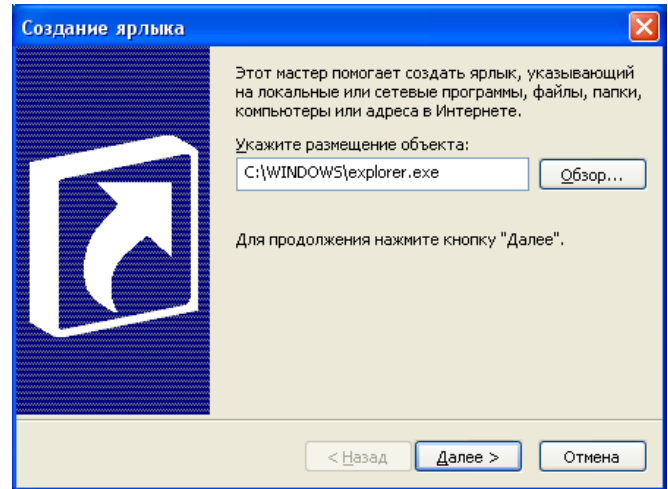 Создание ярлыка
Этот мастер помогает создать ярлык, указывающий
на локальные или сетевые программы, файлы, папки,
компьютеры или адреса в Интернете.
Укажите размещение объекта:
C:\WINDOWS\explorer.exe
Обзор...
Для продолжения нажмите кнопку "Далее".
< Назад
Далее >
Отмена